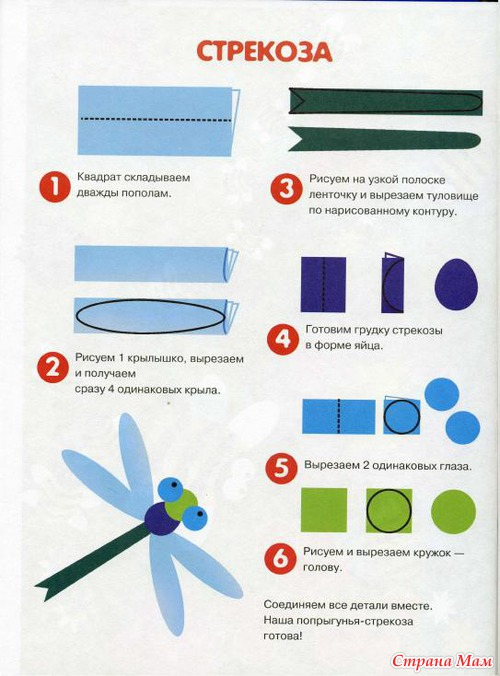 СТРЕКОЗА
1
Квадрат складываем
дважды пополам.
2
Рисуем 1 крылышко, вырезаем
и получаем
сразу 4 одинаковых крыла.
3
Рисуем на узкой полоске
ленточку и вырезаем туловище
по нарисованному контуру.
4
Готовим грудку стрекозы
в форме яйца.
5
Вырезаем 2 одинаковых глаза.
6
Рисуем и вырезаем кружок —
голову.
Соединяем все детали вместе.
Наша попрыгунья-стрекоза
готова!
Страна Мам